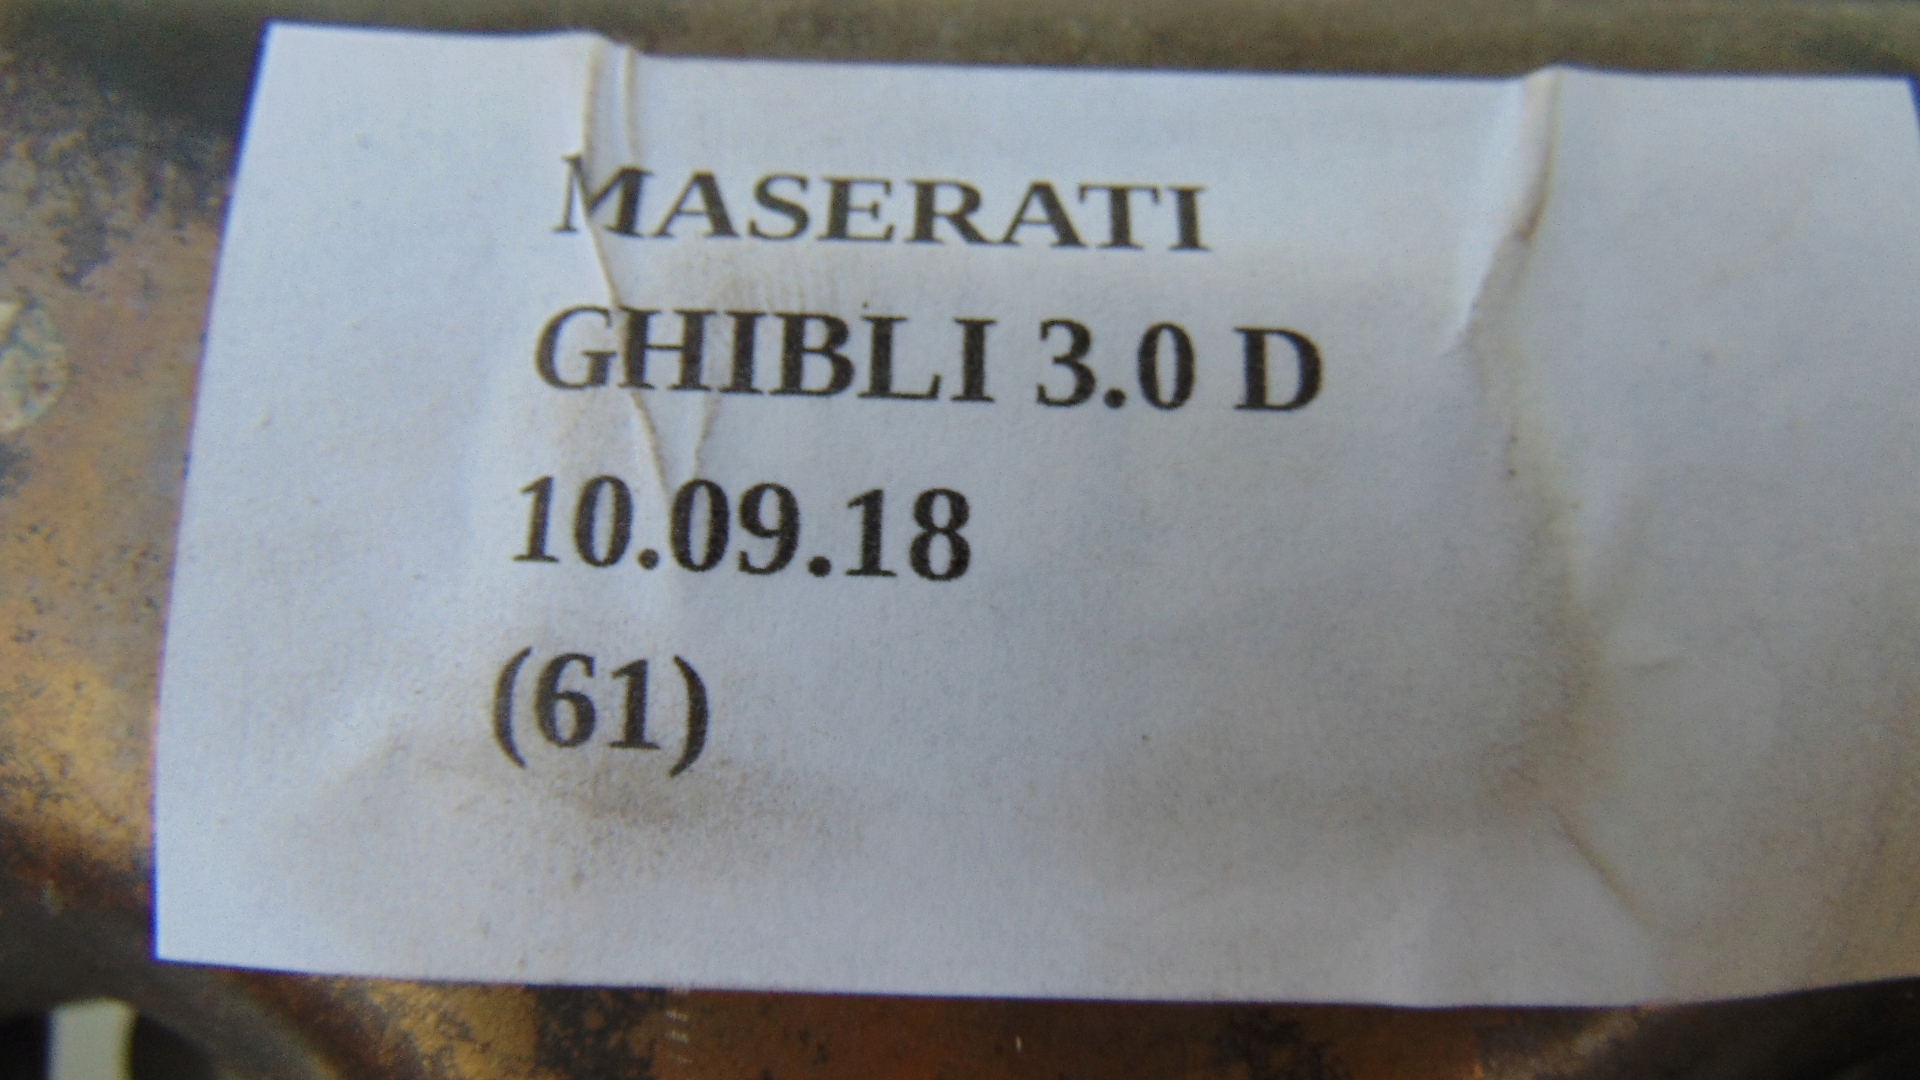 MASERATI
GHIBLI 3.0 D
10.09.18
(61)